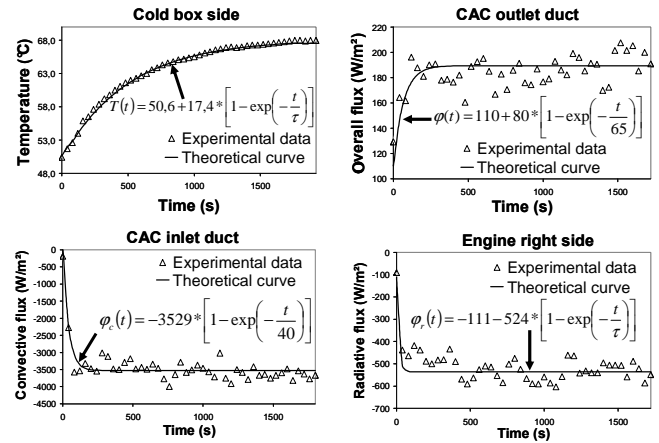 Cold box side
Temperature (°C)
68,0
63,0
58,0
53,0
48,0
T(t)=50,6+17,4*[1-exp(-t/τ)]
Experimental data
Theoretical curve
0 500 1000 1500
Time (s)
CAC outlet duct
Overall flux (W/m²)
220
200
180
160
140
120
100
φ(t)=110+80*[1-exp(-t/65)]
Experimental data
Theoretical curve
0 500 1000 1500
Time (s)
CAC inlet duct
Convective flux (W/m²)
0
-500
-1000
-1500
-2000
-2500
-3000
-3500
-4000
-4500
Experimental data
Theoretical curve
φc(t)=-3529*[1-exp(-t/40)]
0 500 1000 1500
Time (s)
Engine right side
Radiative flux (W/m²)
0
-100
-200
-300
-400
-500
-600
-700
Experimental data
Theoretical curve
φr(t)=-111-524*[1-exp(-t/τ)]
0 500 1000 1500
Time (s)